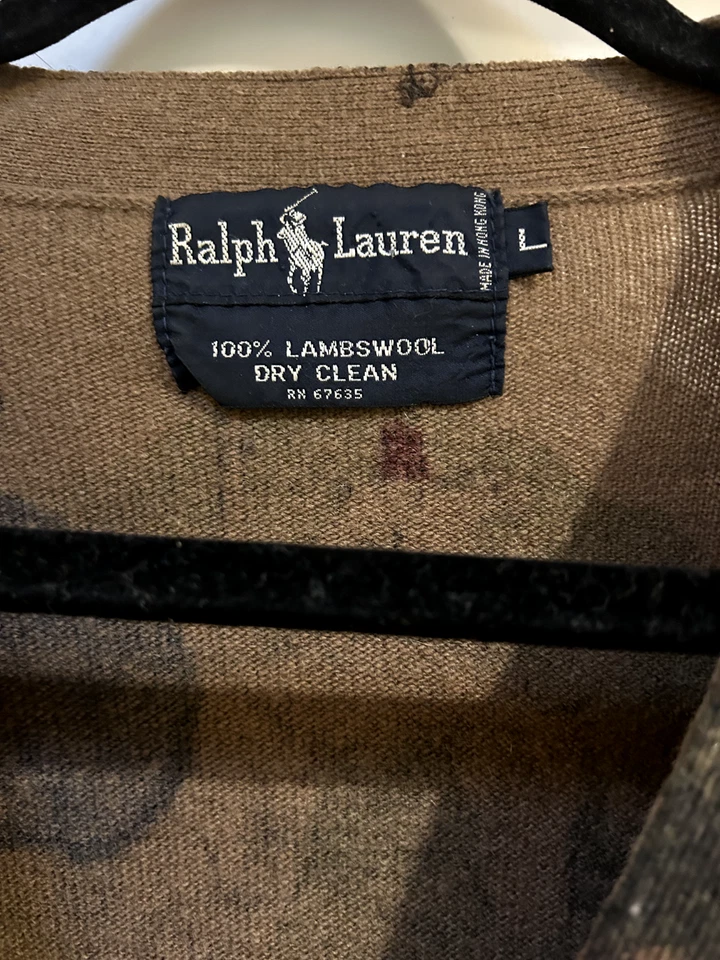 Ralph Lauren
MADE IN HONG KONG
L
100% LAMBSWOOL
DRY CLEAN
RN 67635